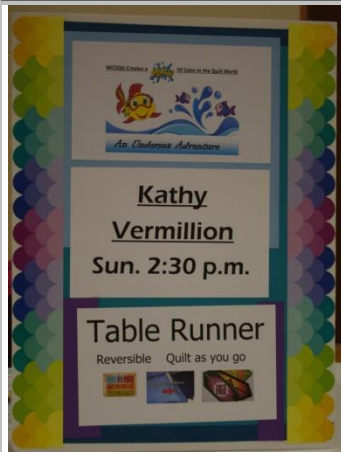 WCOQG Creates a Splash Of Color in the Quilt World
An Undersea Adventure
Kathy
Vermillion
Sun. 2:30 p.m.
Table Runner
Reversible Quilt as you go